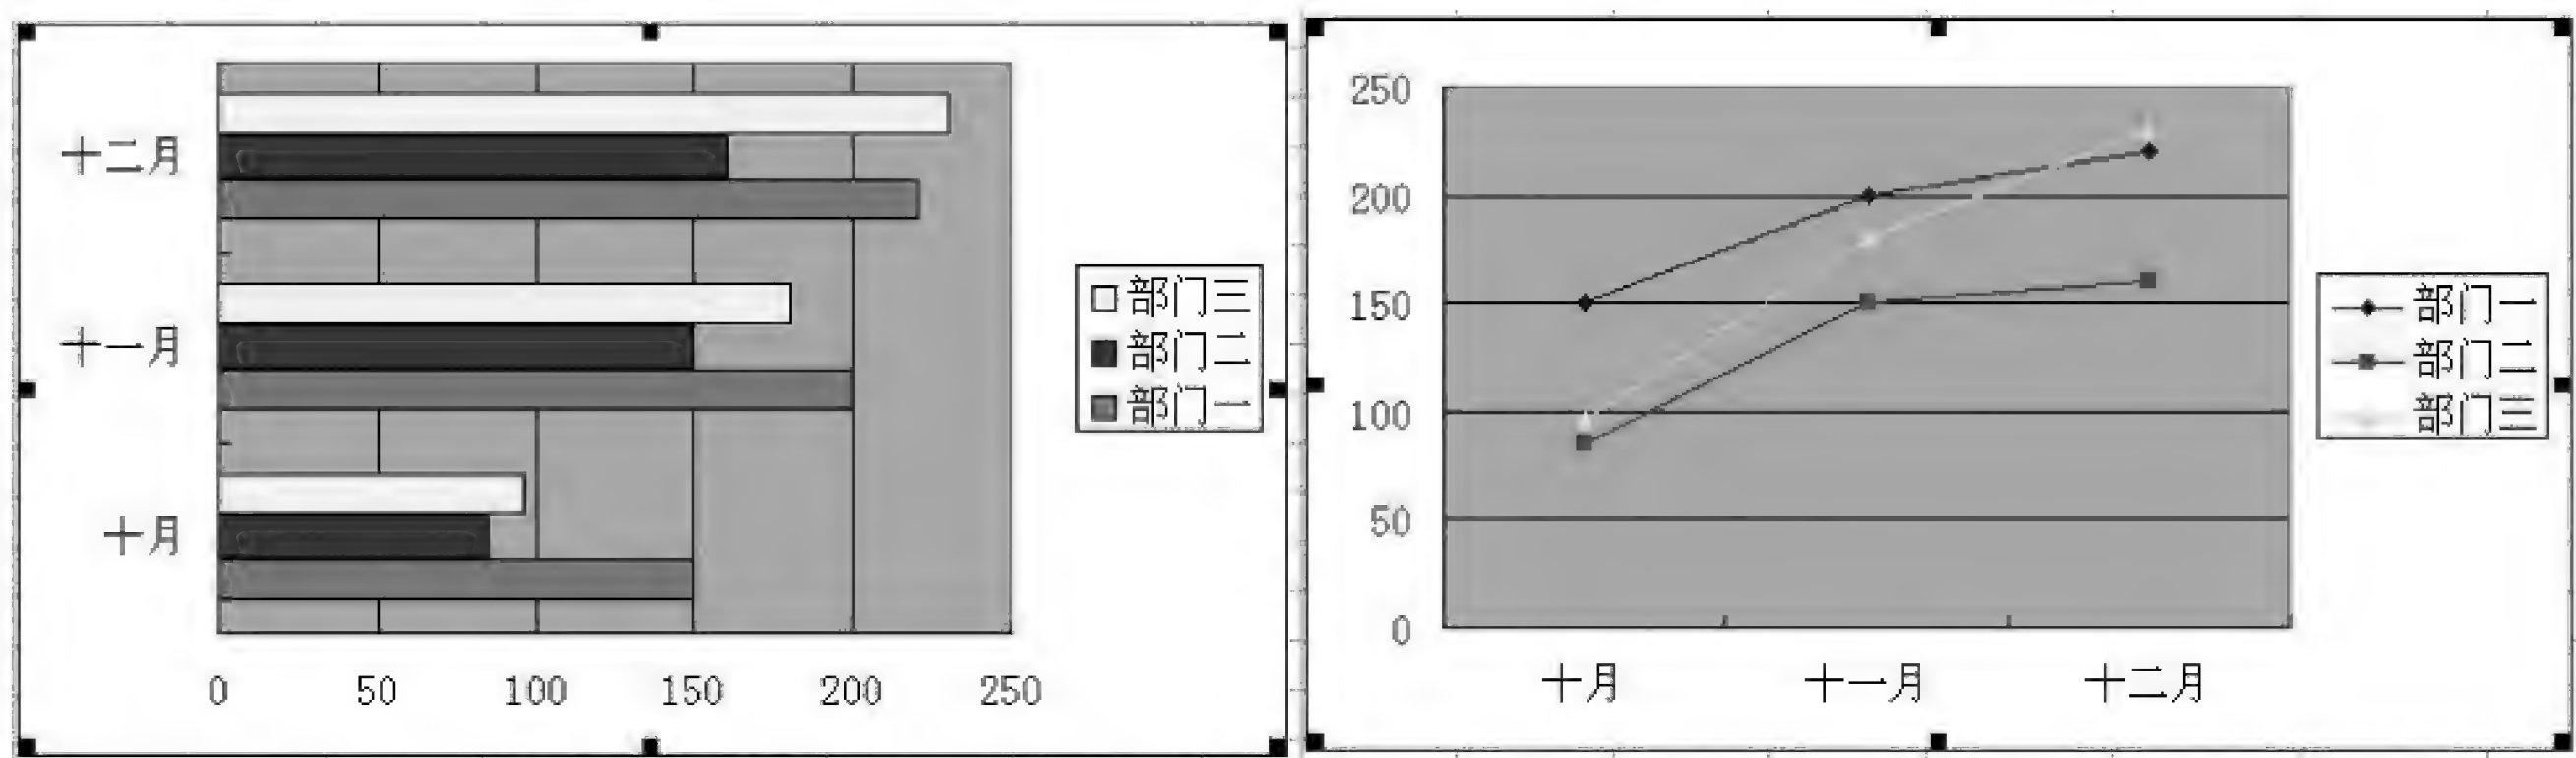 十二月
十一月
十月
0 50 100 150 200 250
部门三
部门二
部门一
250
200
150
100
50
0
十月 十一月 十二月
部门一
部门二
部门三